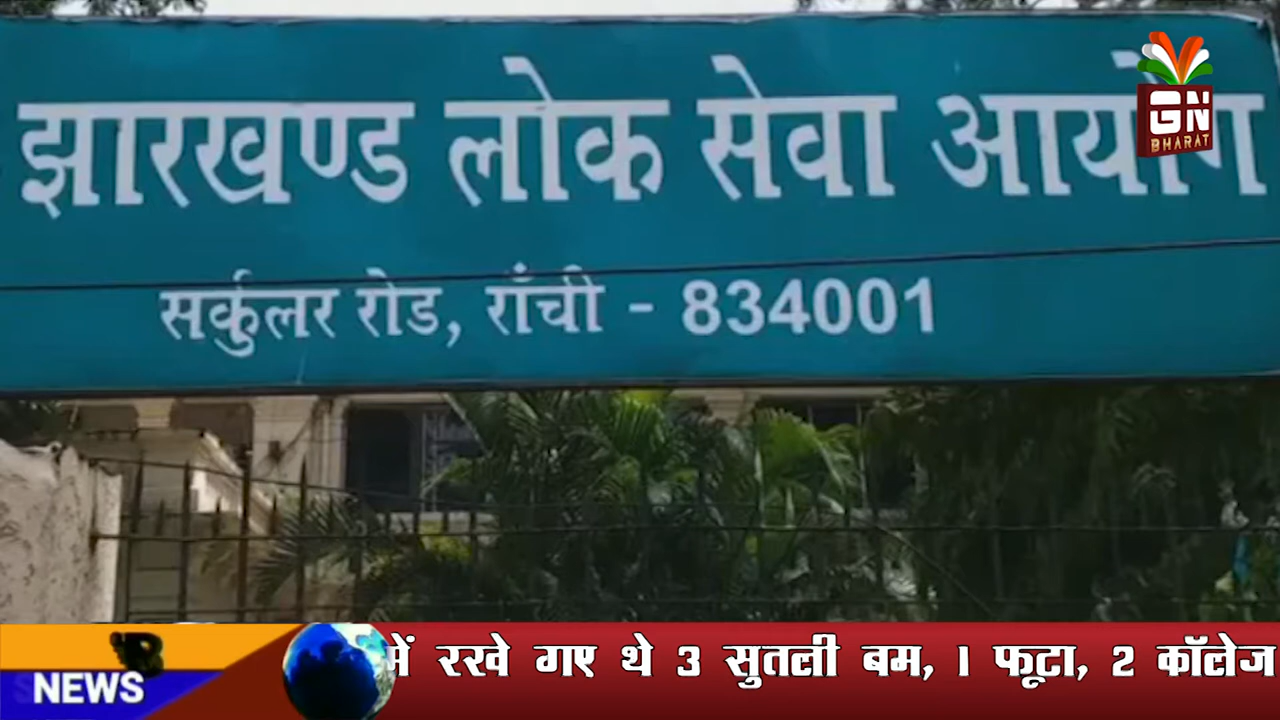 झारखण्ड लोक सेवा आयोग
GN
BHARAT
सर्कुलर रोड, राँची - 834001
में रखे गए थे 3 सुतली बम, 1 फूटा, 2 कॉलेज
B
NEWS